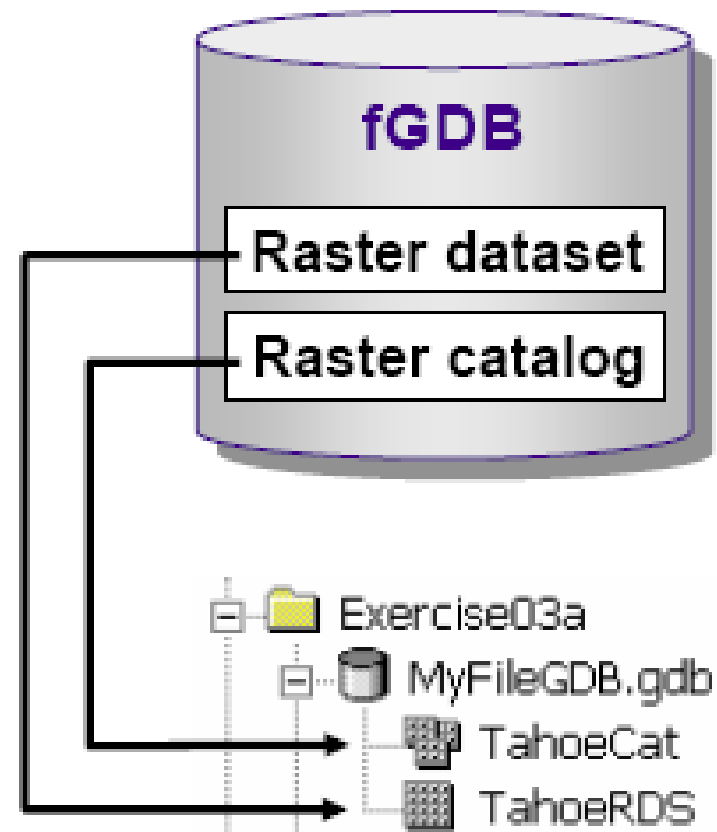 fGDB
Raster dataset
Raster catalog
Exercise03a
MyFileGDB.gdb
TahoeCat
TahoeRDS